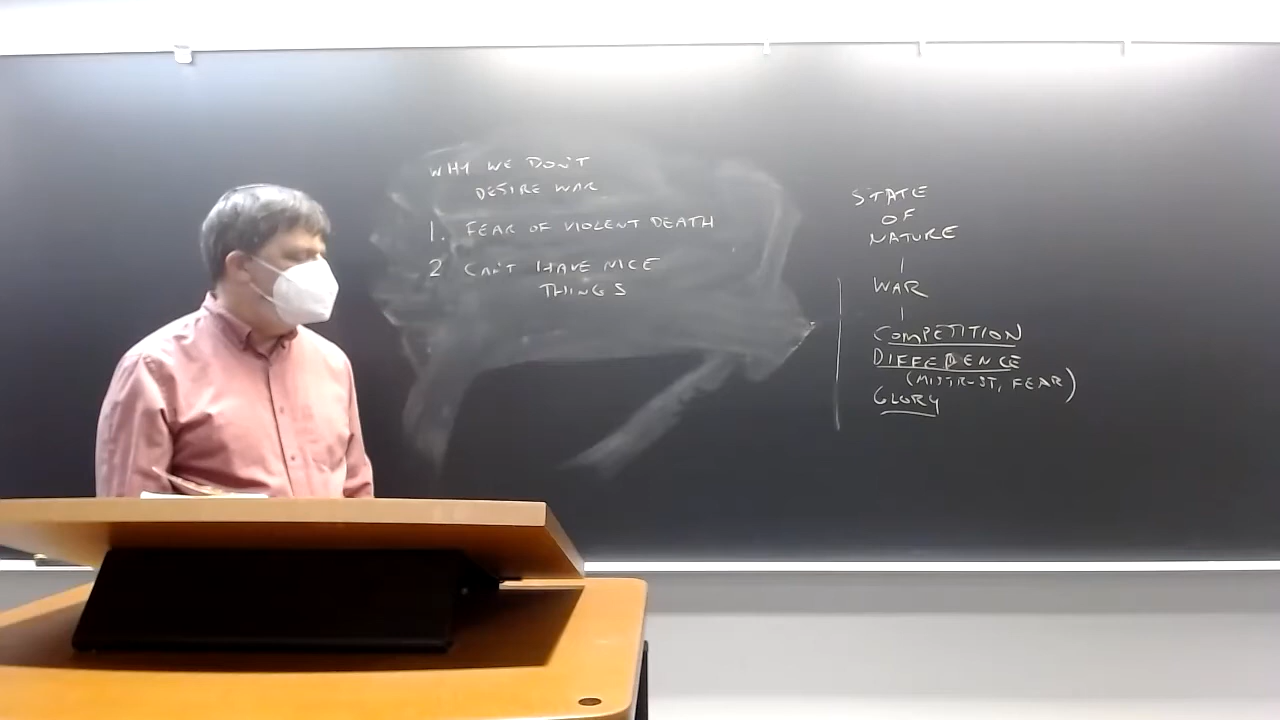 WHY WE DON'T
DESIRE WAR
1. FEAR OF VIOLENT DEATH
2 CAN'T HAVE NICE
THINGS
STATE
OF
NATURE
WAR
COMPETITION
DIFFEDENCE
(MISTRUST, FEAR)
GLORY